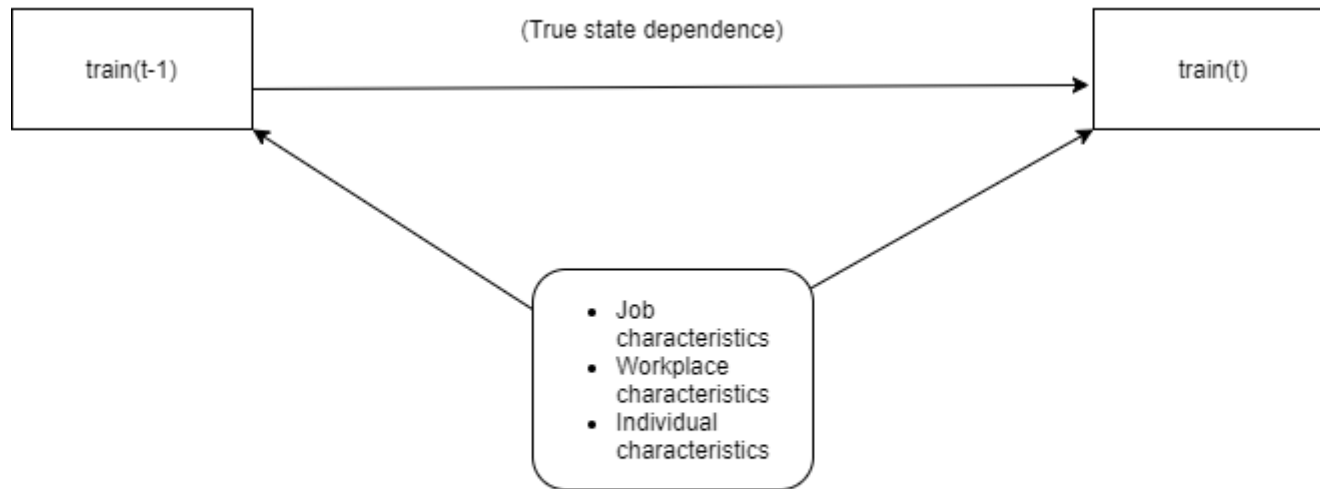 (True state dependence)
train(t-1)
train(t)
• Job
characteristics
• Workplace
characteristics
• Individual
characteristics